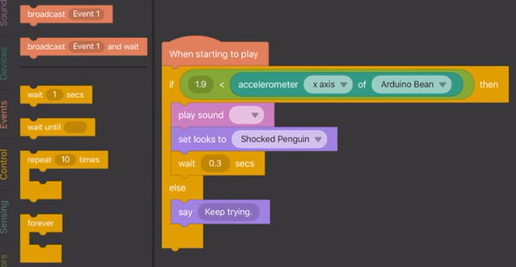 Sound
Devices
Events
Control
Sensing
broadcast Event 1
broadcast Event 1 and wait
wait 1 secs
wait until
repeat 10 times
forever
When starting to play
if 1.9 < accelerometer x axis of Arduino Bean then
play sound
set looks to Shocked Penguin
wait 0.3 secs
else
say Keep trying.